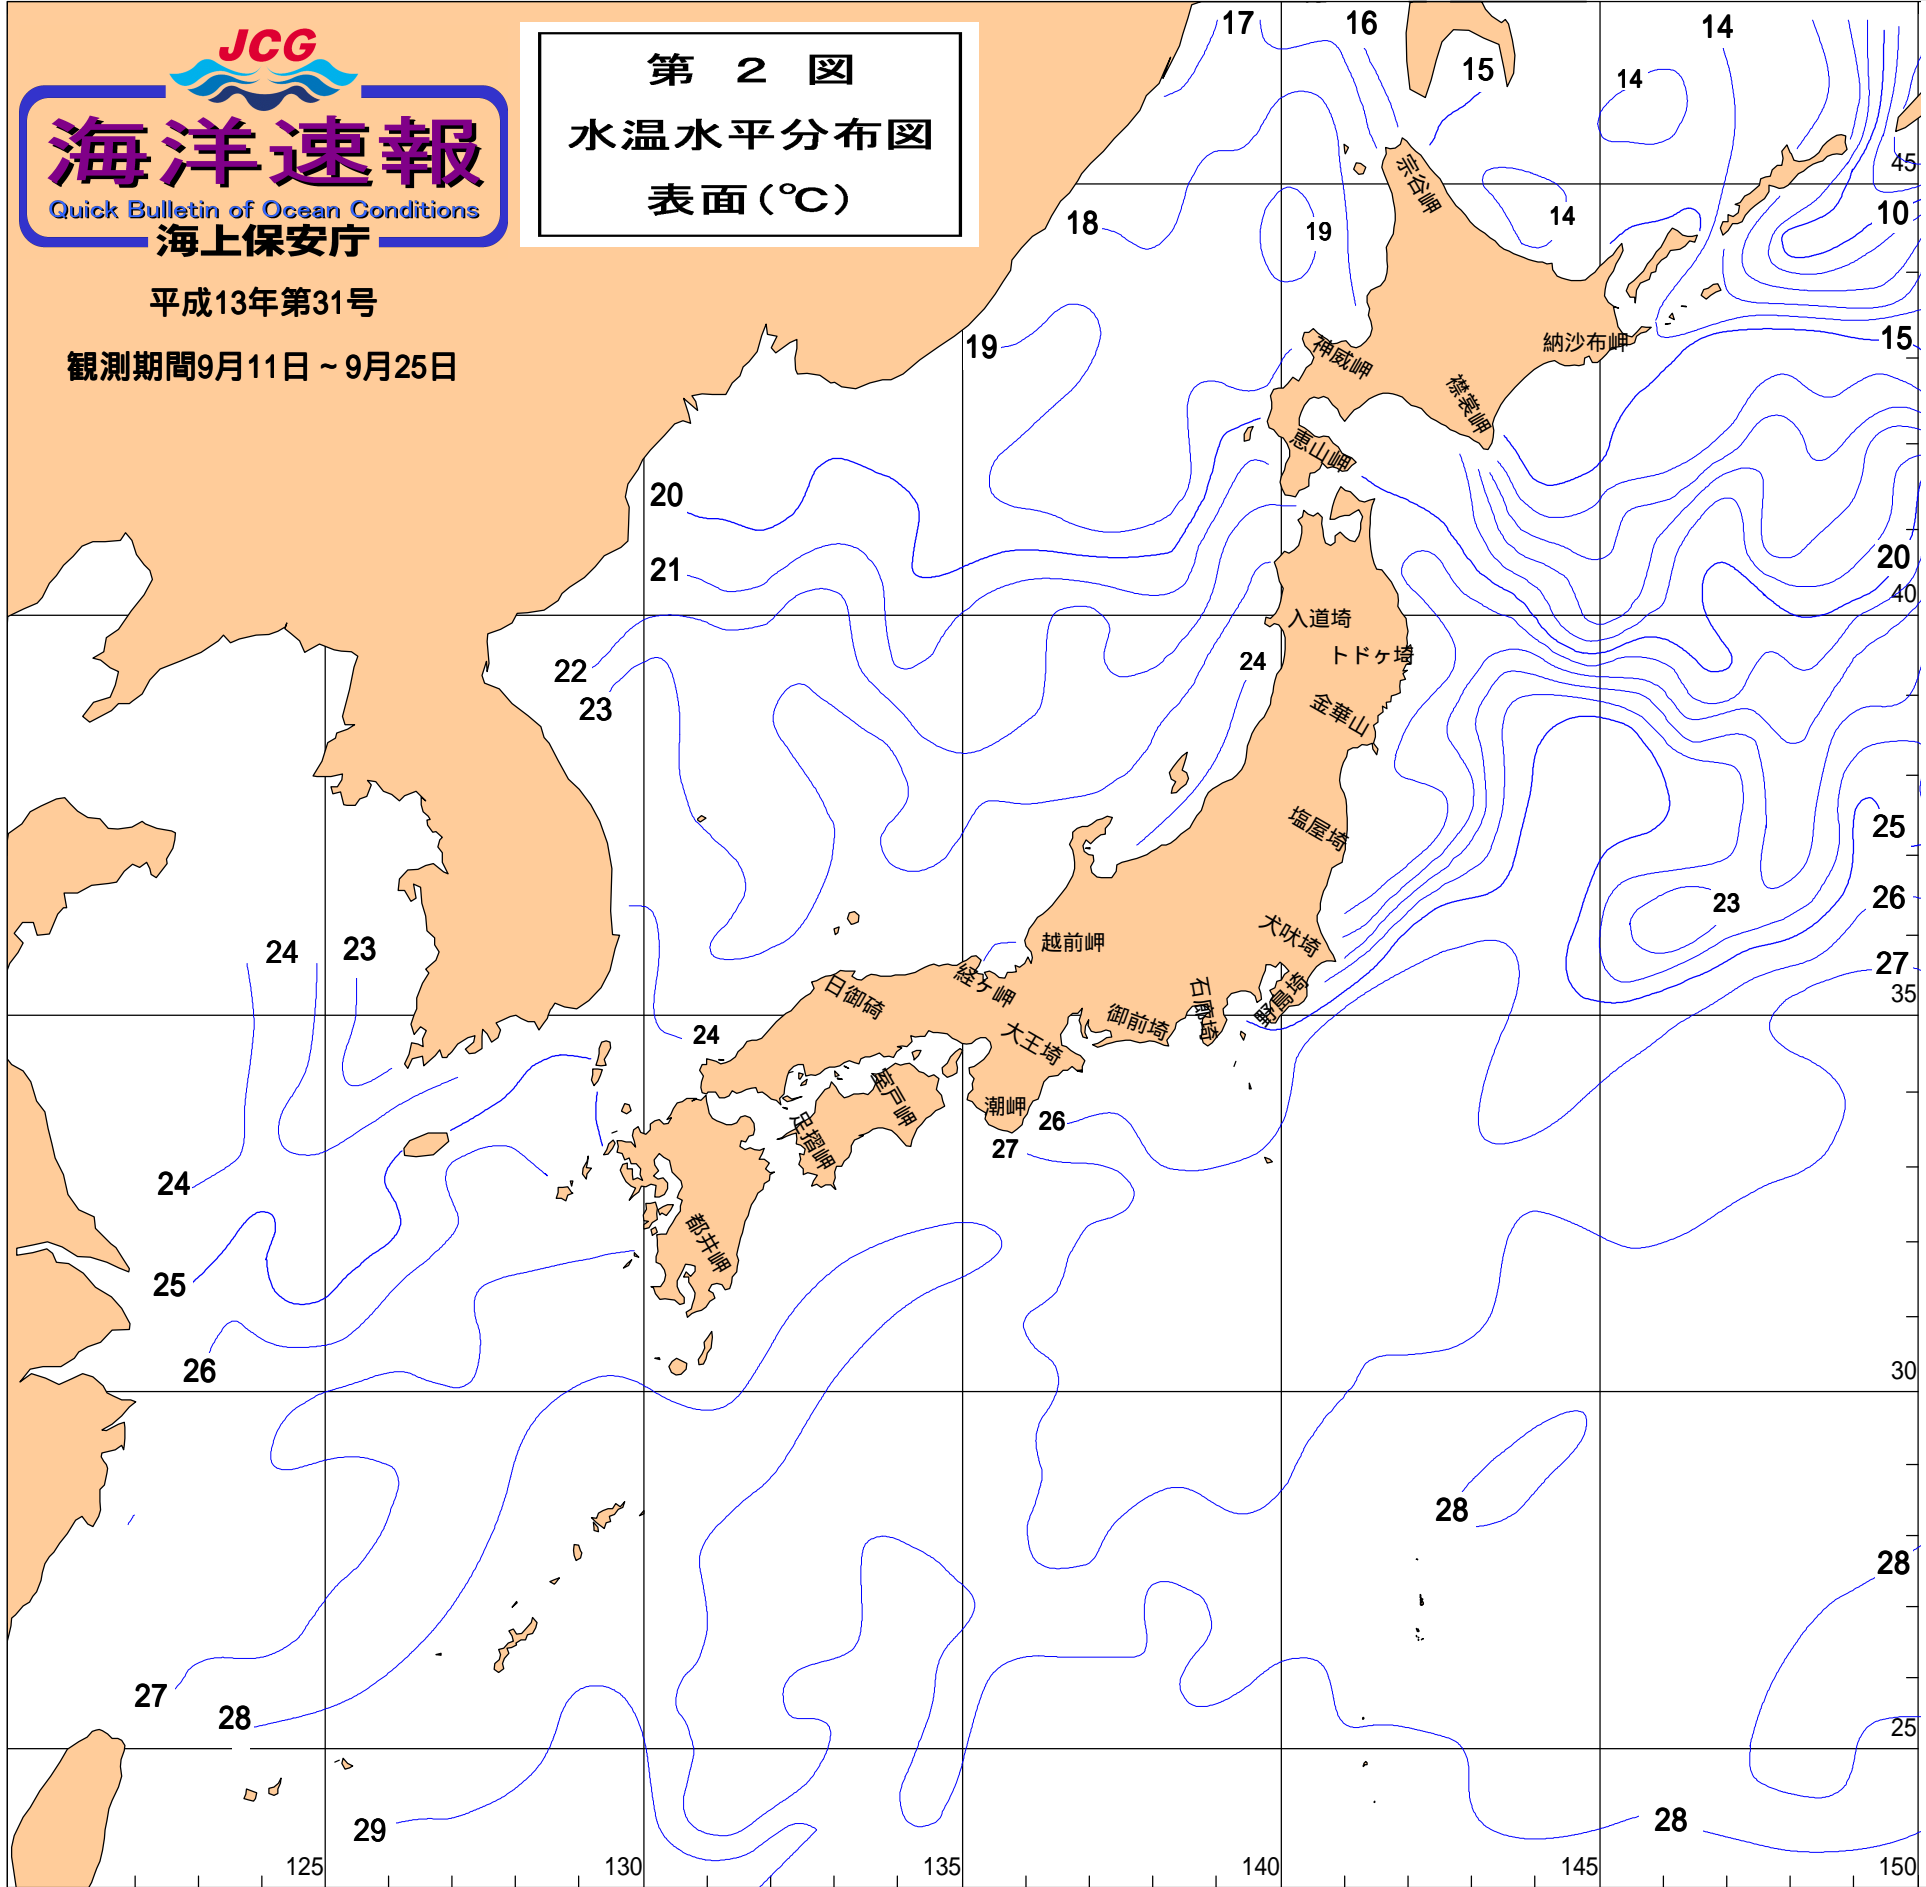 JCG
海洋速報
Quick Bulletin of Ocean Conditions
海上保安庁
平成13年第31号
観測期間9月11日~9月25日
第 2 図
水温水平分布図
表面(℃)
17
16
14
15
14
45
14
10
18
19
15
19
宗谷岬
納沙布岬
神威岬
襟裳岬
恵山岬
20
20
21
40
入道埼
トドヶ埼
24
22
23
金華山
塩屋埼
25
26
23
27
35
犬吠埼
越前岬
24
23
経ヶ岬
日御碕
石廊埼
野島埼
御前埼
大王埼
24
室戸岬
潮岬
26
27
足摺岬
24
都井岬
25
26
30
28
28
27
28
25
29
28
125
130
135
140
145
150